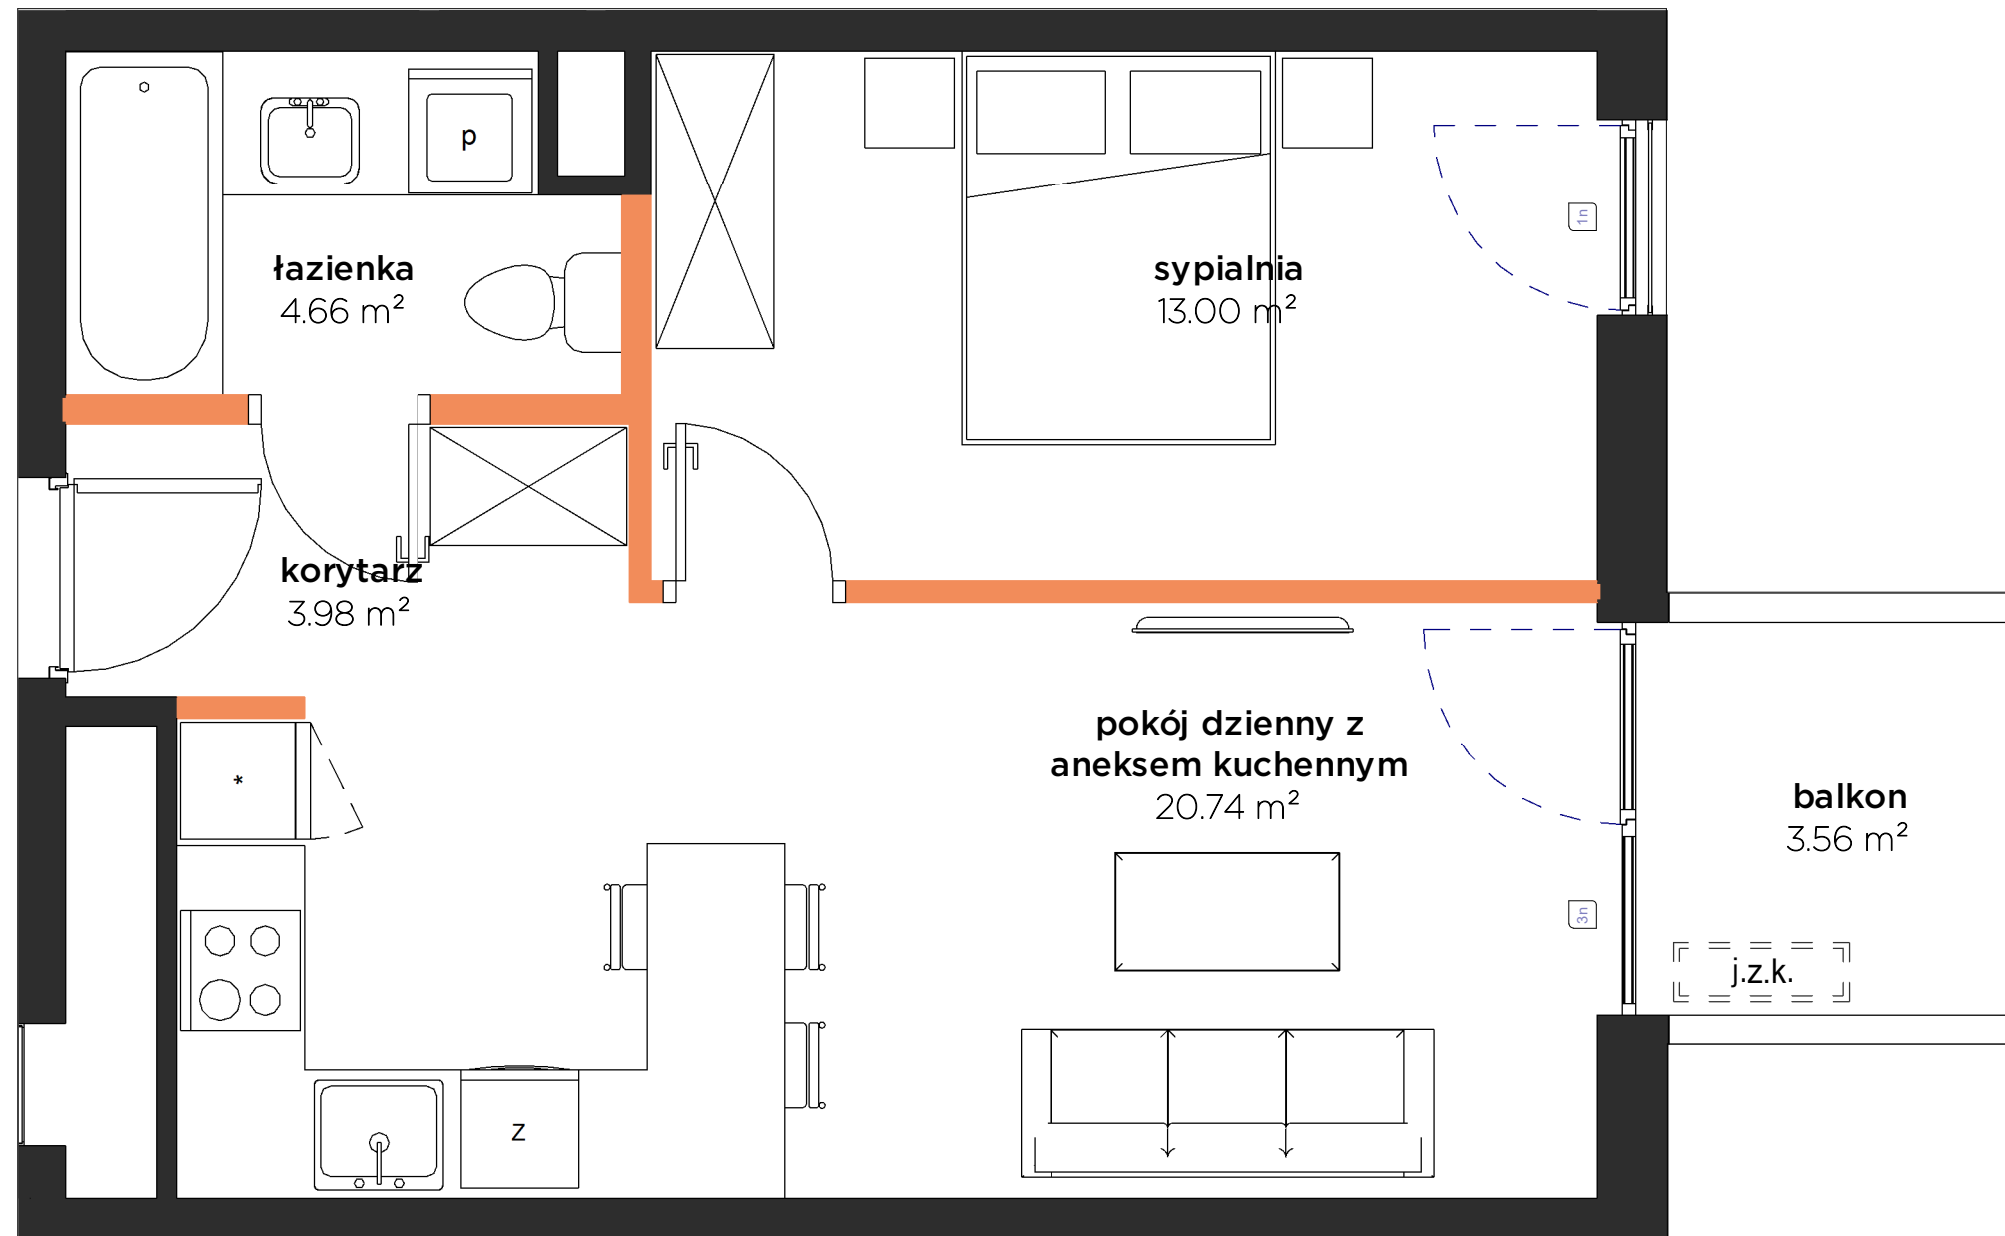 p
1n
łazienka
4.66 m²
sypialnia
13.00 m²
korytarz
3.98 m²
pokój dzienny z
aneksem kuchennym
20.74 m²
*
balkon
3.56 m²
3n
j.z.k.
z